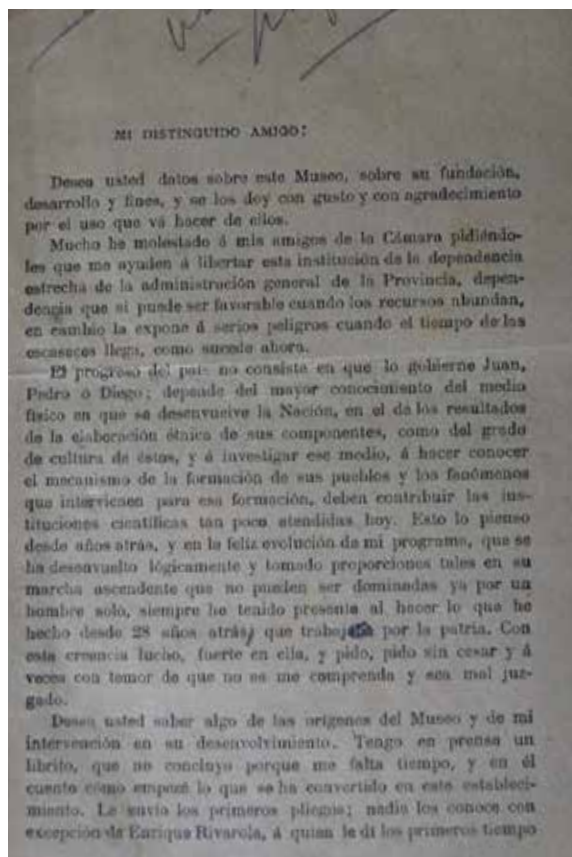 MI DISTINGUIDO AMIGO:
Desea usted datos sobre este Museo, sobre su fundación,
desarrollo y fines, y se los doy con gusto y con agradecimiento
por el uso que vá hacer de ellos.
Mucho he molestado á mis amigos de la Cámara pidiéndo-
les que me ayuden á libertar esta institución de la dependencia
estrecha de la administración general de la Provincia, depen-
dencia que si puede ser favorable cuando los recursos abundan,
en cambio la expone á serios peligros cuando el tiempo de las
escaseces llega, como sucede ahora.
El progreso del país no consiste en que lo gobierne Juan,
Pedro ó Diego; depende del mayor conocimiento del medio
físico en que se desenvuelve la Nación, en el de los resultados
de la elaboración étnica de sus componentes, como del grado
de cultura de éstos, y á investigar ese medio, á hacer conocer
el mecanismo de la formación de sus pueblos y los fenómenos
que intervienen para esa formación, deben contribuir las ins-
tituciones científicas tan poco atendidas hoy. Esto lo pienso
desde años atrás, y en la feliz evolución de mi programa, que se
ha desenvuelto lógicamente y tomado proporciones tales en su
marcha ascendente que no pueden ser dominadas ya por un
hombre solo, siempre he tenido presente al hacer lo que he
hecho desde 28 años atrás, que por la patria. Con
esta creencia lucho, fuerte en ella, y pido, pido sin cesar y á
veces con temor de que no se me comprenda y sea mal juz-
gado.
Desea usted saber algo de los orígenes del Museo y de mi
intervención en su desenvolvimiento. Tengo en prensa un
librito, que no concluyo porque me falta tiempo, y en él
cuento cómo empezé lo que se ha convertido en este estableci-
miento. Le envío los primeros pliegos; nadie los conoce con
excepción de Enrique Rivarola, á quien le dí los primeros tiempo